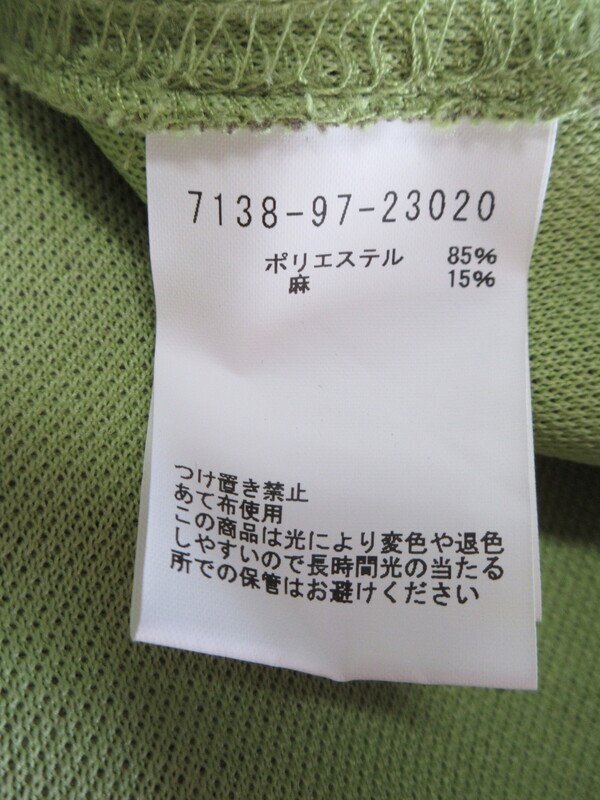 7138-97-23020
ポリエステル 85%
麻 15%
つけ置き禁止
あて布使用
この商品は光により変色や退色
しやすいので長時間光の当たる
所での保管はお避けください